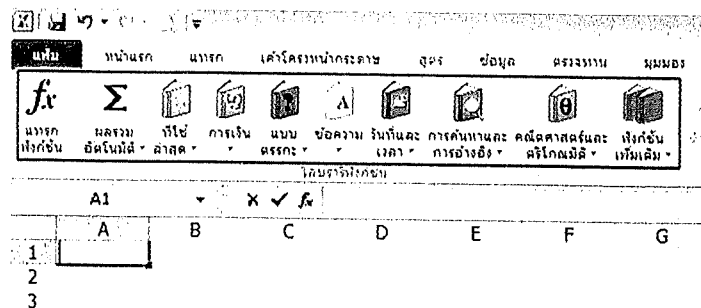 แฟ้ม หน้าแรก แทรก เค้าโครงหน้ากระดาษ สูตร ข้อมูล ตรวจทาน มุมมอง
fx Σ A θ
แทรก ผลรวม ที่ใช้ การเงิน แบบ ข้อความ วันที่และ การค้นหาและ คณิตศาสตร์และ ฟังก์ชัน
ฟังก์ชัน อัตโนมัติ ล่าสุด ตรรกะ เวลา การอ้างอิง ตรีโกณมิติ เพิ่มเติม
ไลบรารีฟังก์ชัน
A1 fx
A B C D E F G
1
2
3